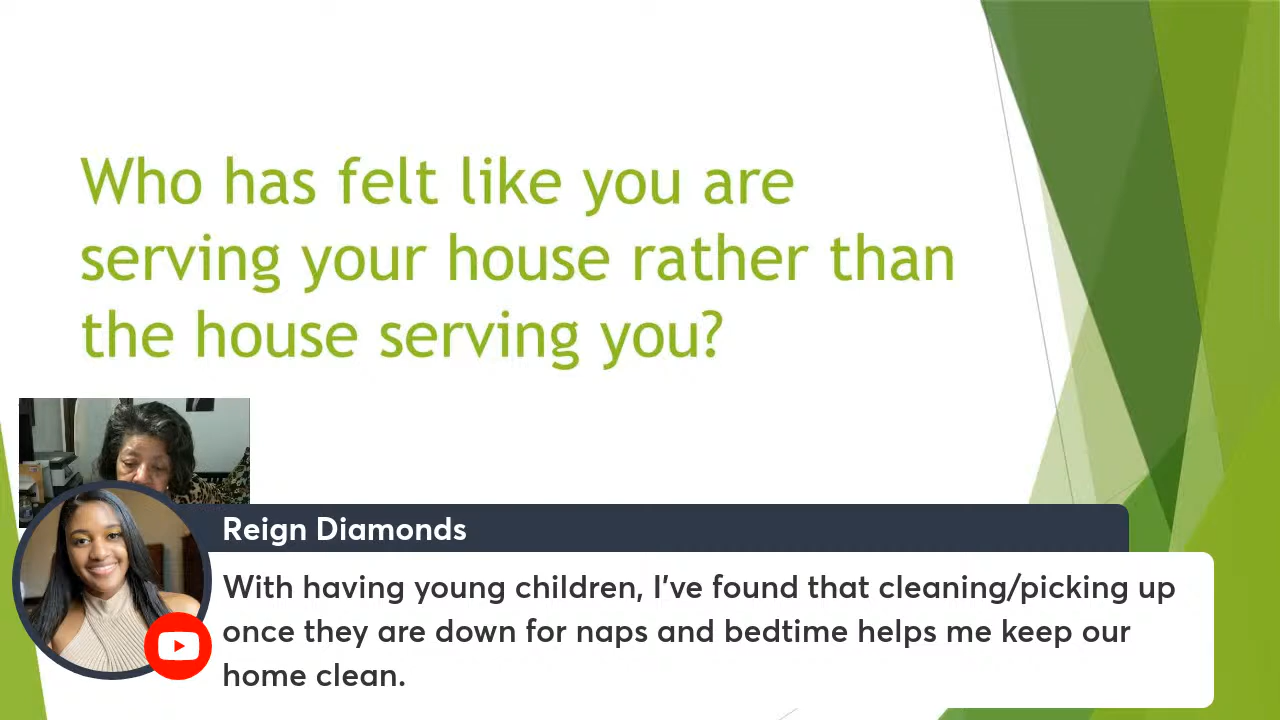 Who has felt like you are
serving your house rather than
the house serving you?
Reign Diamonds
With having young children, I've found that cleaning/picking up
once they are down for naps and bedtime helps me keep our
home clean.